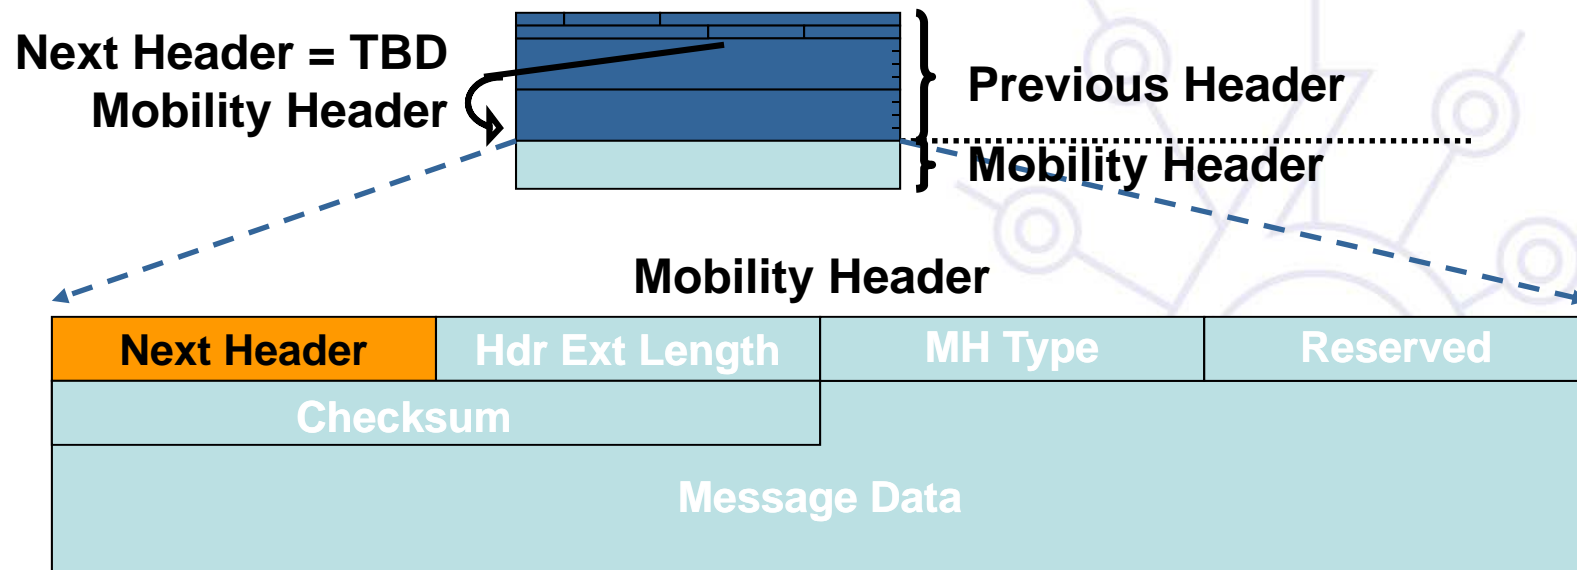 Next Header = TBD
Mobility Header
Previous Header
Mobility Header
Mobility Header
Next Header
Hdr Ext Length
MH Type
Reserved
Checksum
Message Data